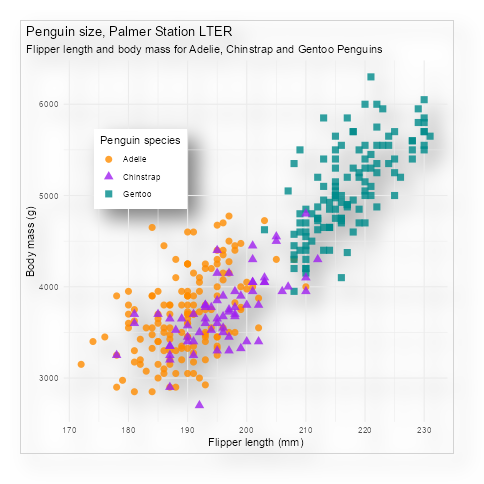 Penguin size, Palmer Station LTER
Flipper length and body mass for Adelie, Chinstrap and Gentoo Penguins
6000
5000
4000
3000
Body mass (g)
Penguin species
Adelie
Chinstrap
Gentoo
170 180 190 200 210 220 230
Flipper length (mm)